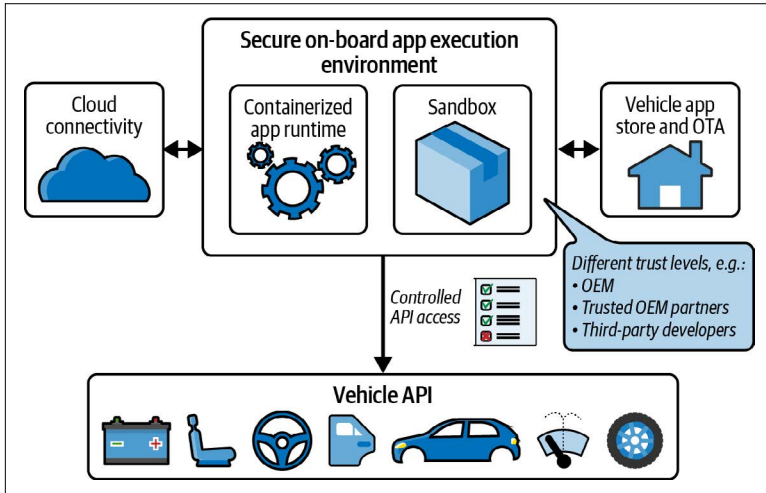 Secure on-board app execution
environment
Cloud
connectivity
Containerized
app runtime
Sandbox
Vehicle app
store and OTA
Different trust levels, e.g.:
• OEM
• Trusted OEM partners
• Third-party developers
Controlled
API access
Vehicle API